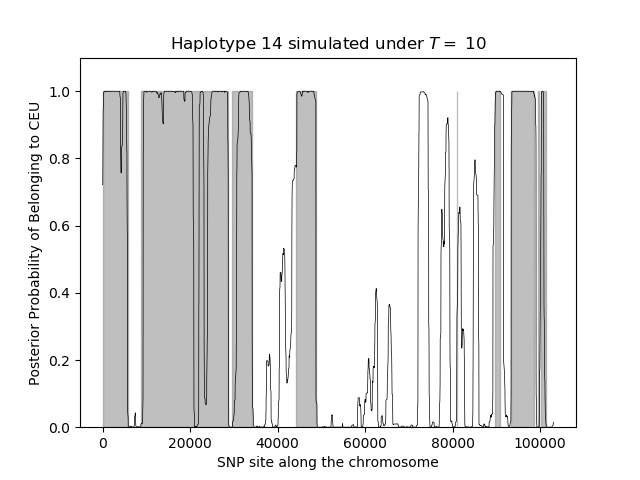 Haplotype 14 simulated under T = 10
Posterior Probability of Belonging to CEU
1.0
0.8
0.6
0.4
0.2
0.0
0 20000 40000 60000 80000 100000
SNP site along the chromosome